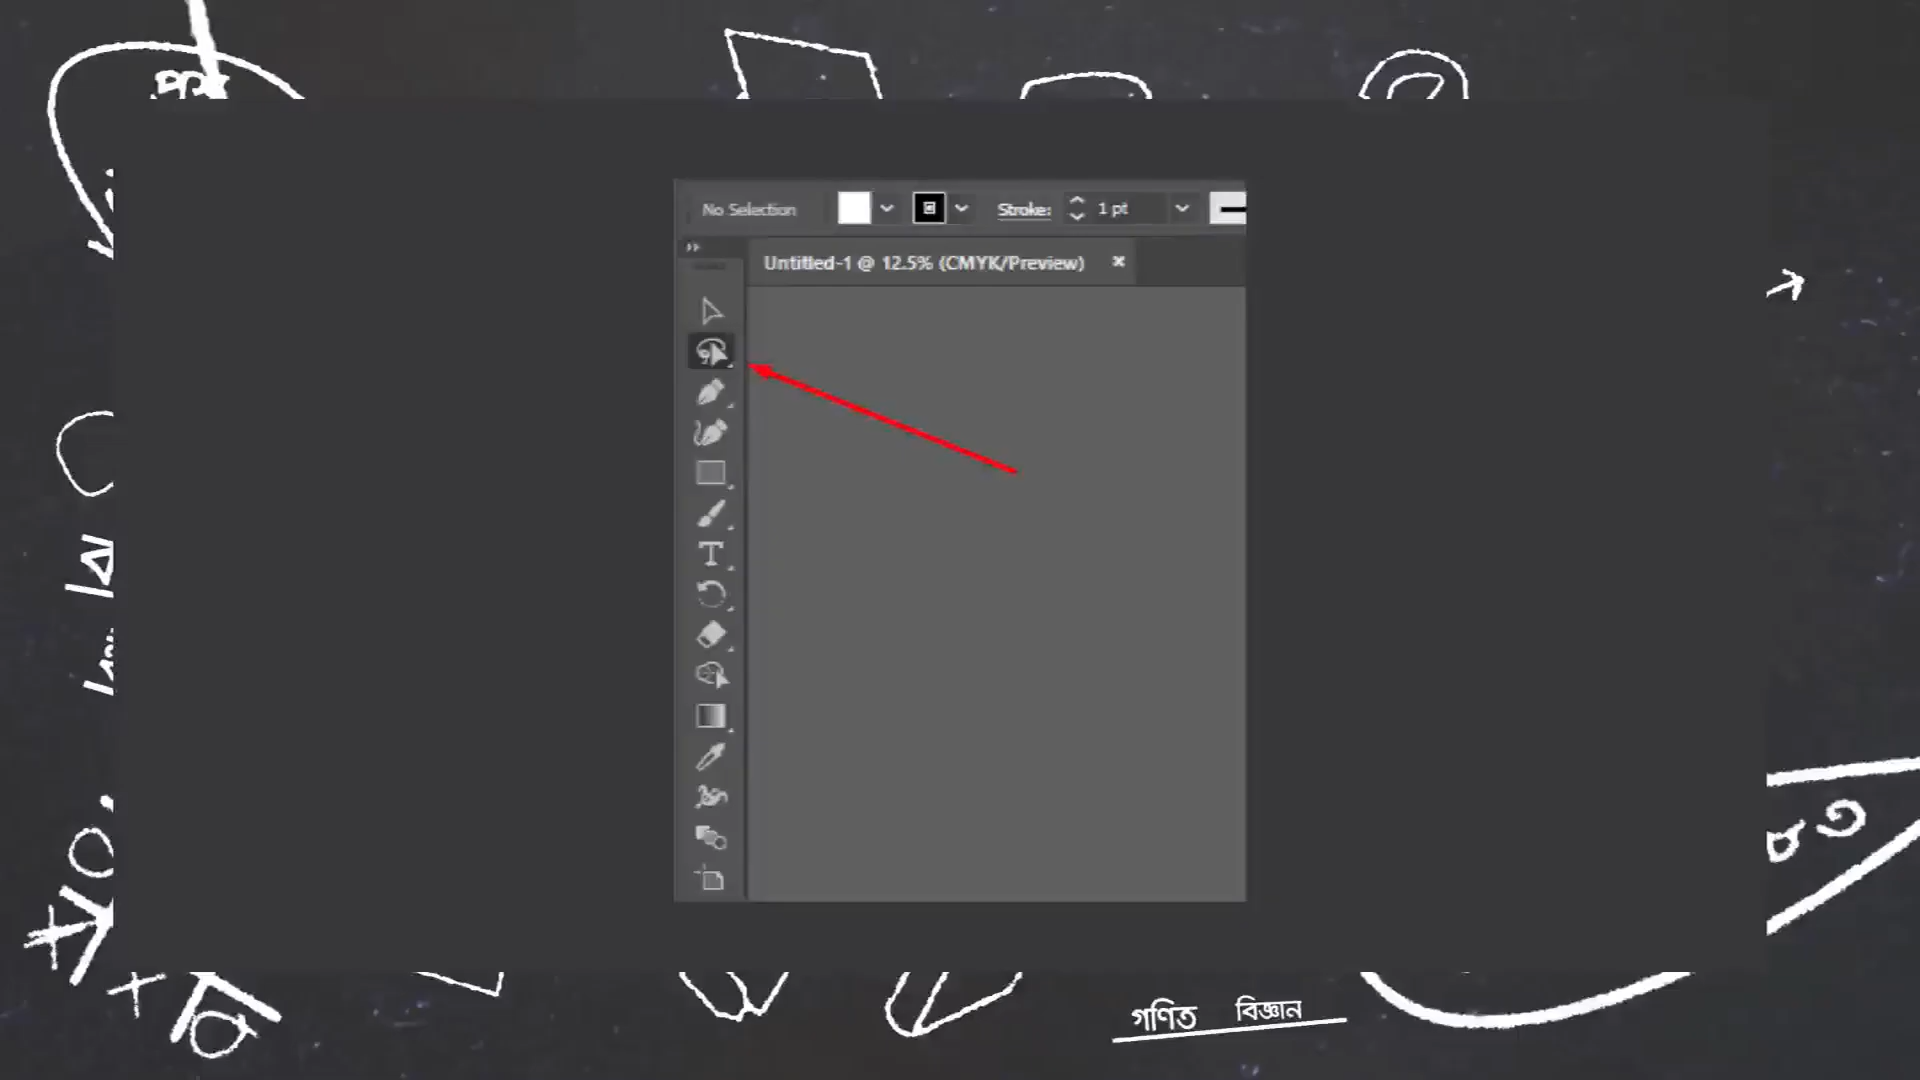 No Selection Stroke: 1 pt
Untitled-1 @ 12.5% (CMYK/Preview)
গণিত বিজ্ঞান